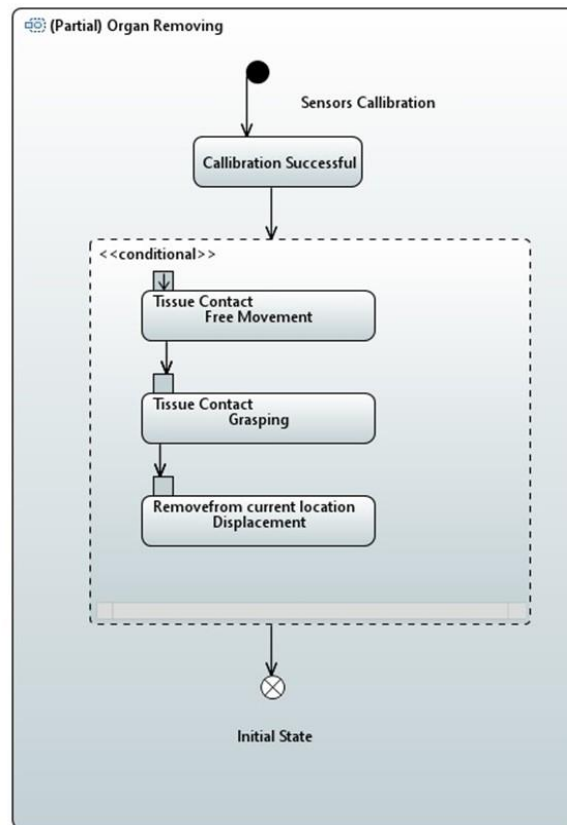 (Partial) Organ Removing
Sensors Callibration
Callibration Successful
<<conditional>>
Tissue Contact
Free Movement
Tissue Contact
Grasping
Removefrom current location
Displacement
Initial State